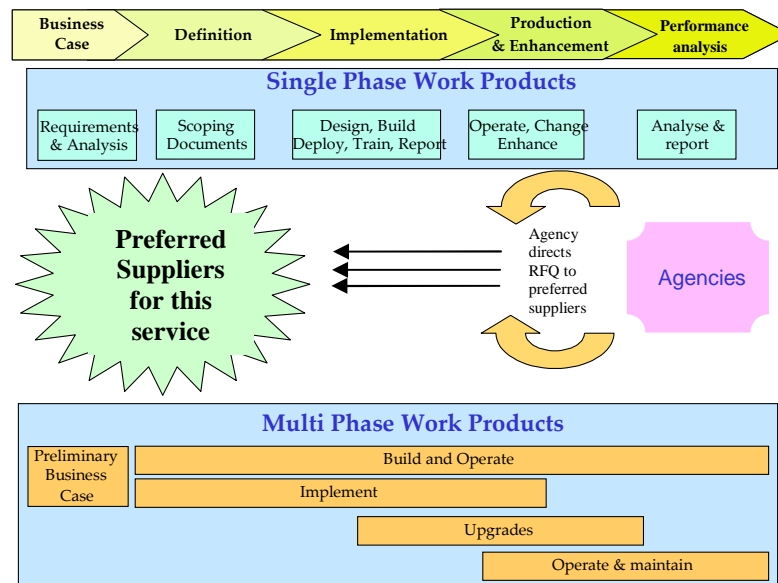 Business
Case
Definition
Implementation
Production
& Enhancement
Performance
analysis
Single Phase Work Products
Requirements
& Analysis
Scoping
Documents
Design, Build
Deploy, Train, Report
Operate, Change
Enhance
Analyse &
report
Preferred
Suppliers
for this
service
Agency
directs
RFQ to
preferred
suppliers
Agencies
Multi Phase Work Products
Preliminary
Business
Case
Build and Operate
Implement
Upgrades
Operate & maintain